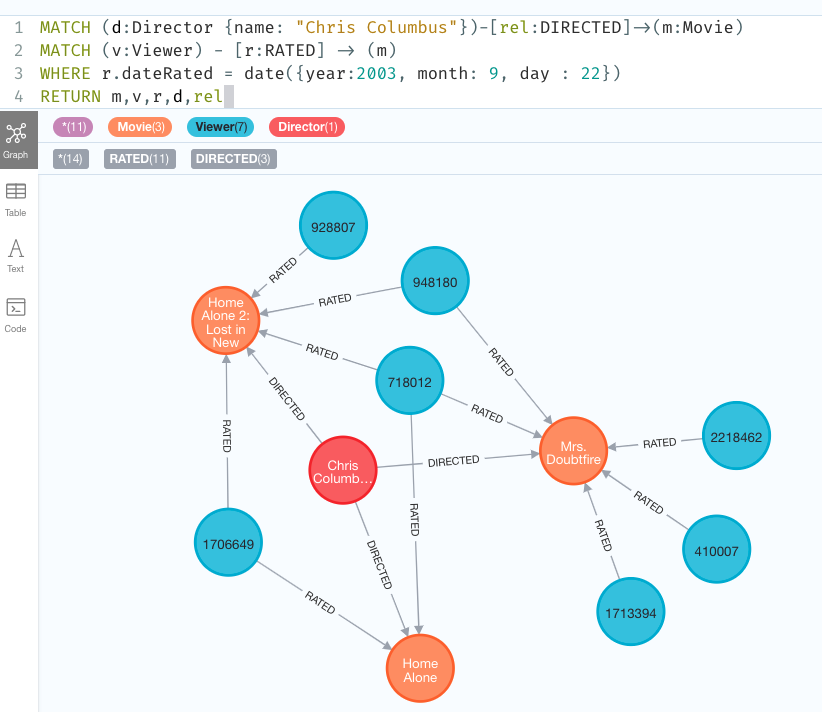 1 MATCH (d:Director {name: "Chris Columbus"})-[rel:DIRECTED]->(m:Movie)
2 MATCH (v:Viewer) - [r:RATED] -> (m)
3 WHERE r.dateRated = date({year:2003, month: 9, day : 22})
4 RETURN m,v,r,d,rel
*(11) Movie(3) Viewer(7) Director(1)
*(14) RATED(11) DIRECTED(3)
Graph
Table
Text
Code
928807
RATED
948180
RATED
Home
Alone 2:
Lost in
New
RATED
RATED
718012
DIRECTED
RATED
RATED
Mrs.
Doubtfire
RATED
2218462
Chris
Columb...
DIRECTED
RATED
RATED
RATED
410007
1706649
DIRECTED
RATED
1713394
Home
Alone